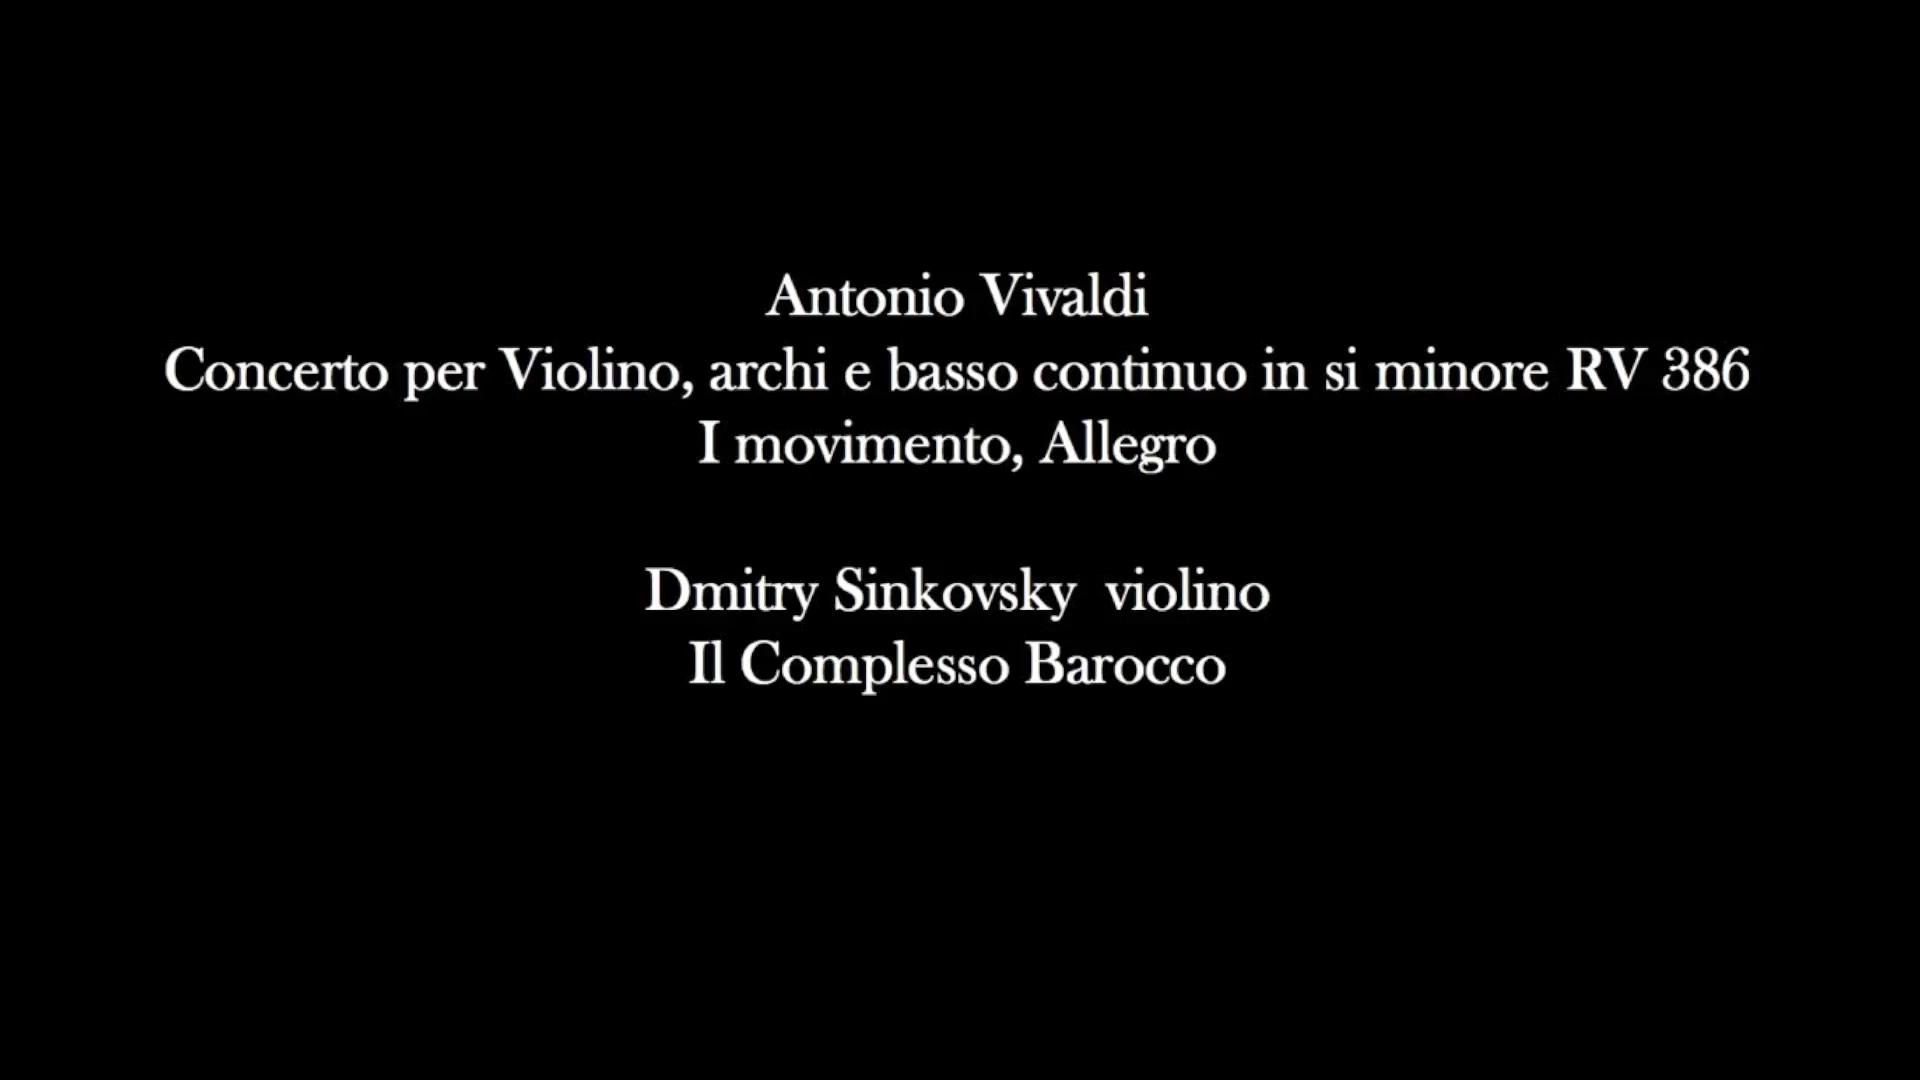 Antonio Vivaldi
Concerto per Violino, archi e basso continuo in si minore RV 386
I movimento, Allegro
Dmitry Sinkovsky  violino
Il Complesso Barocco